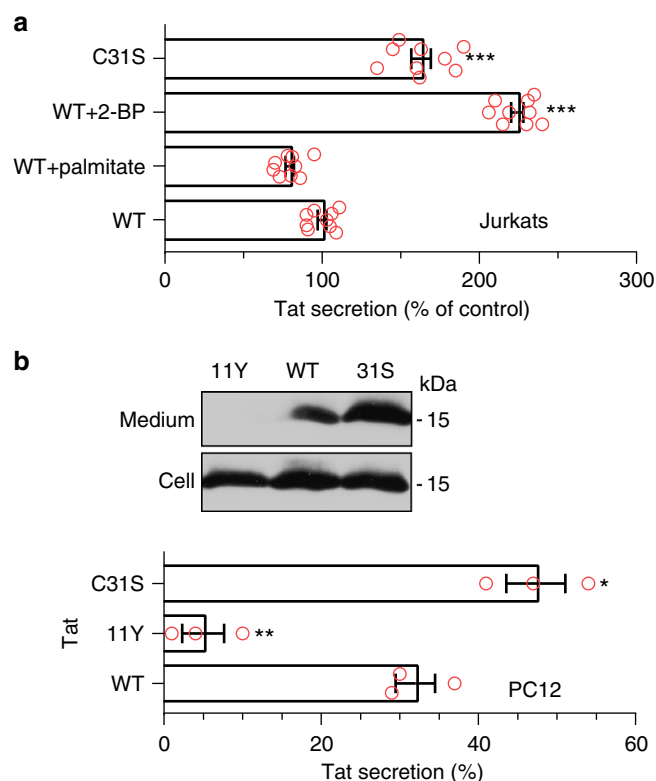 a
C31S
***
WT+2-BP
***
WT+palmitate
WT
Jurkats
0 100 200 300
Tat secretion (% of control)
b
11Y WT 31S kDa
Medium - 15
Cell - 15
Tat
C31S
*
11Y
**
WT
PC12
0 20 40 60
Tat secretion (%)